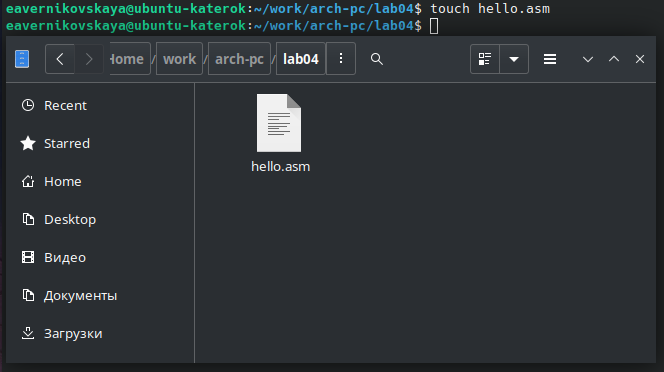 eavernikovskaya@ubuntu-katerok:~/work/arch-pc/lab04$ touch hello.asm
eavernikovskaya@ubuntu-katerok:~/work/arch-pc/lab04$
Home / work / arch-pc / lab04
Recent
Starred
Home
Desktop
Видео
Документы
Загрузки
hello.asm